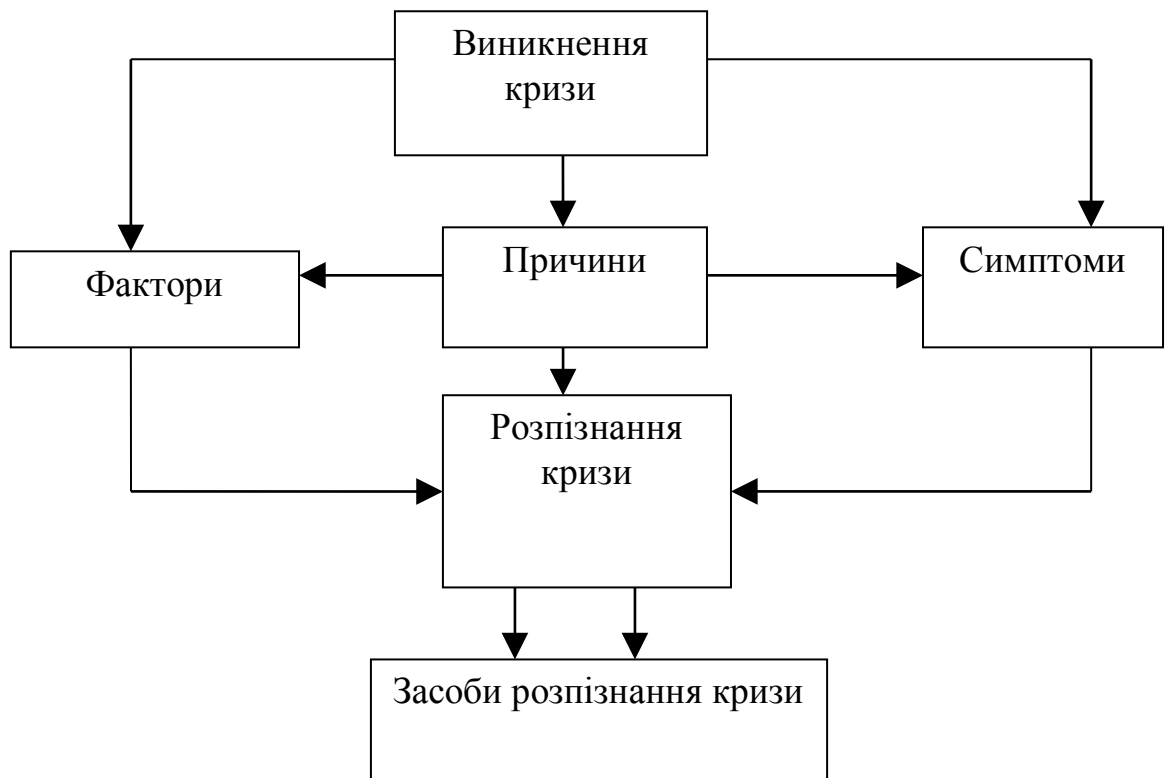 Виникнення
кризи
Фактори
Причини
Симптоми
Розпізнання
кризи
Засоби розпізнання кризи